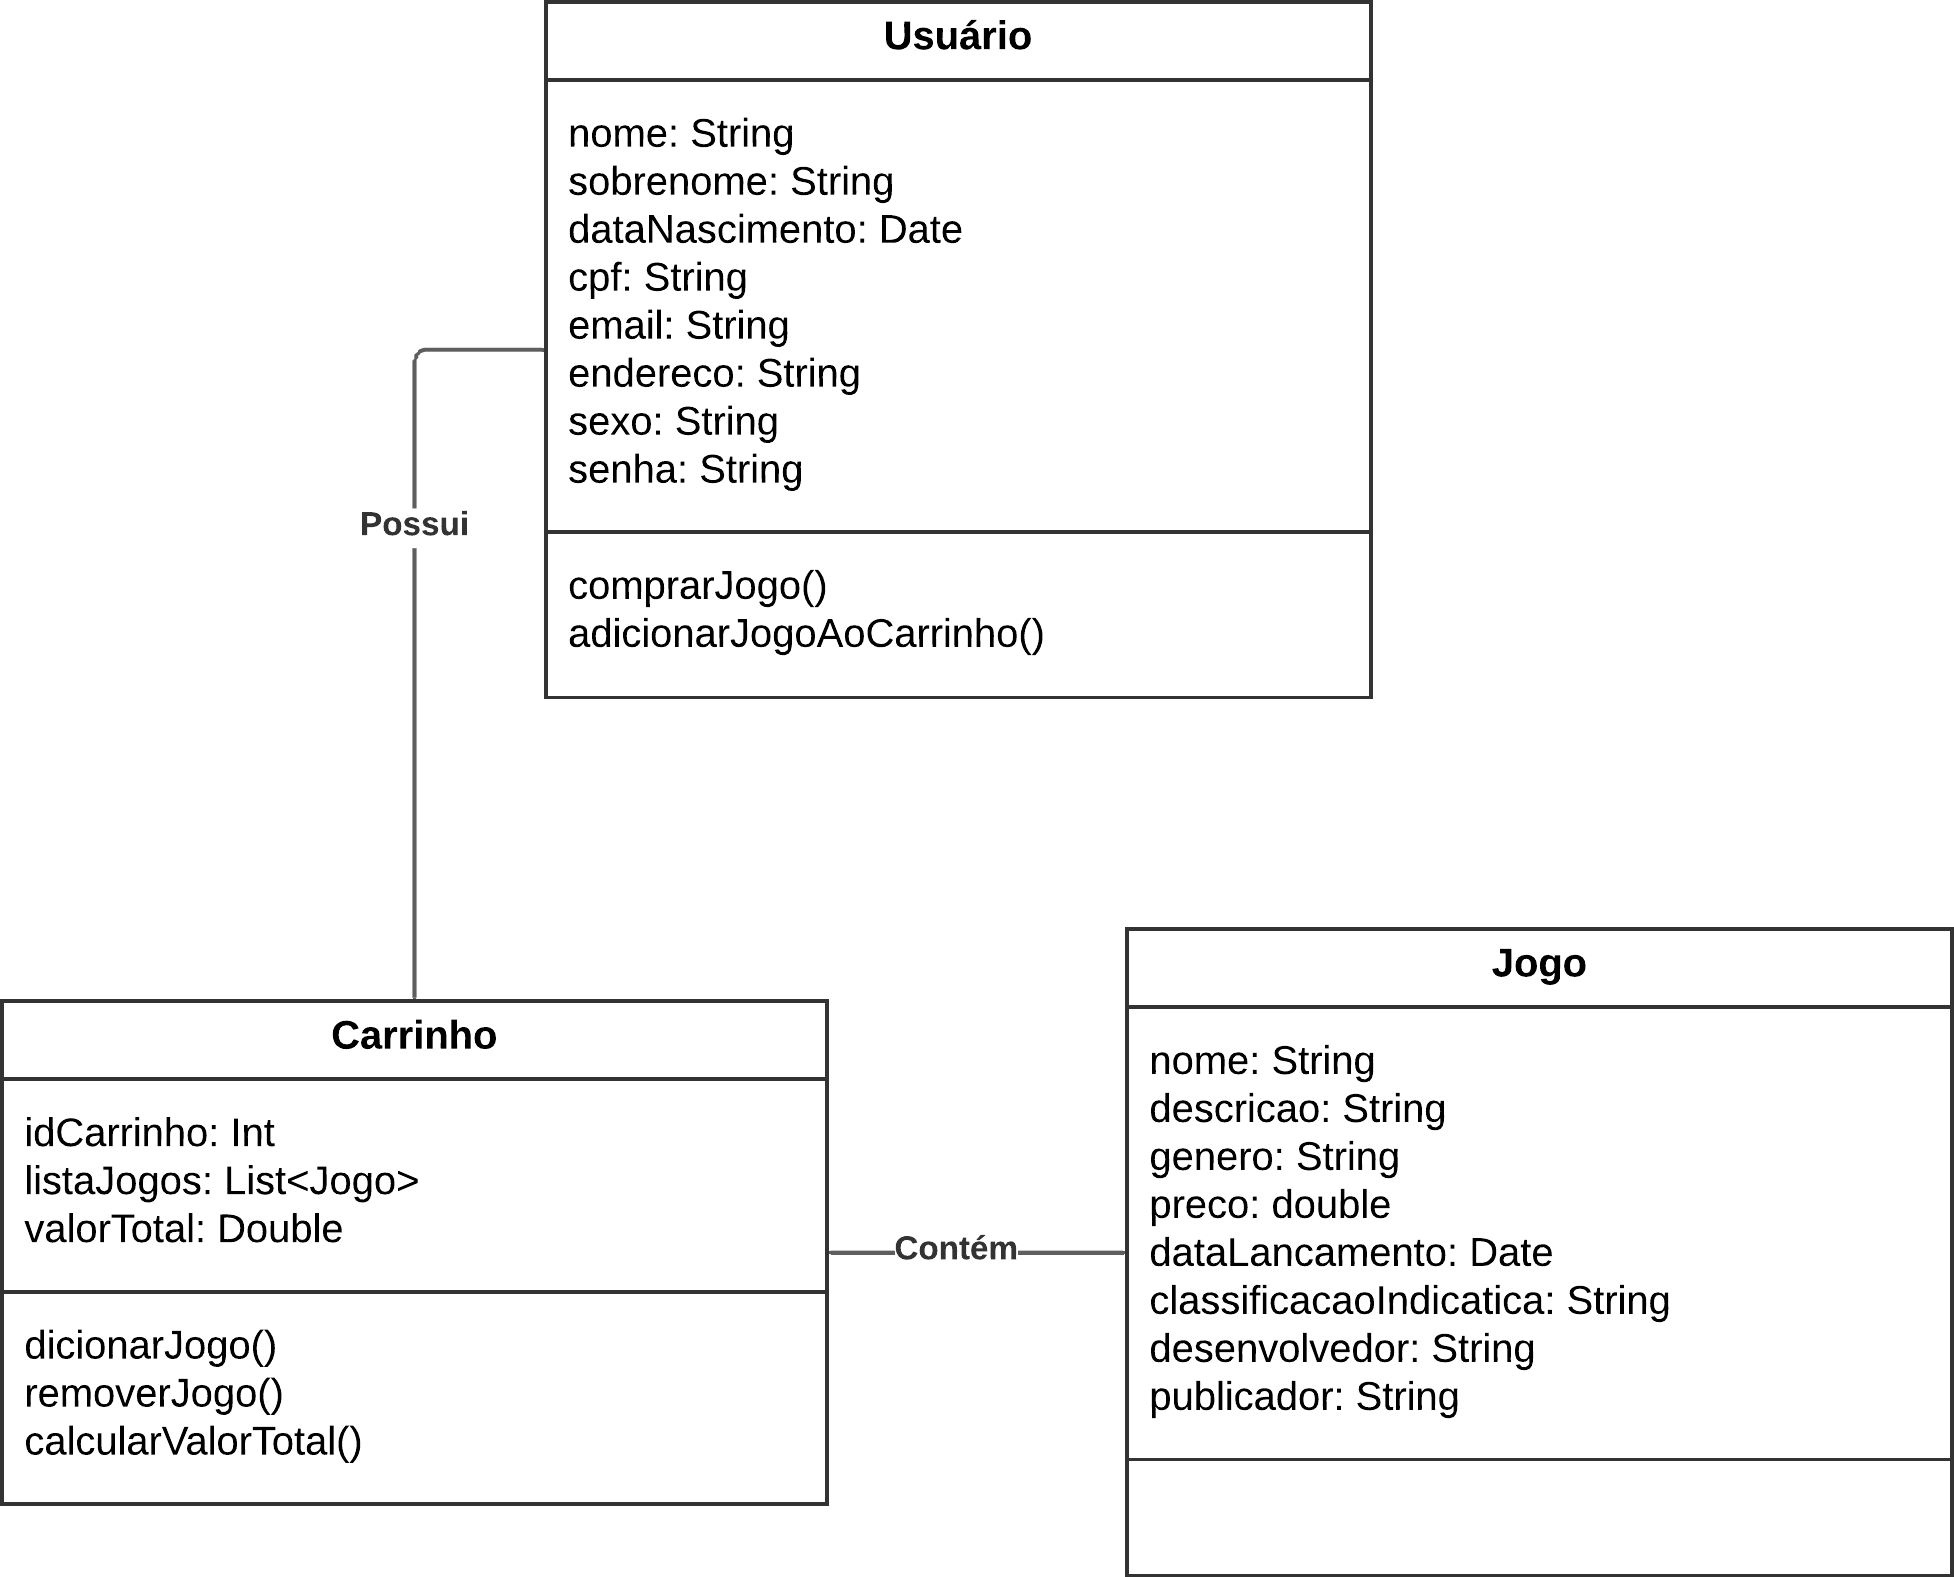 Usuário
nome: String
sobrenome: String
dataNascimento: Date
cpf: String
email: String
endereco: String
sexo: String
senha: String
comprarJogo()
adicionarJogoAoCarrinho()
Possui
Carrinho
idCarrinho: Int
listaJogos: List<Jogo>
valorTotal: Double
dicionarJogo()
removerJogo()
calcularValorTotal()
Contém
Jogo
nome: String
descricao: String
genero: String
preco: double
dataLancamento: Date
classificacaoIndicatica: String
desenvolvedor: String
publicador: String